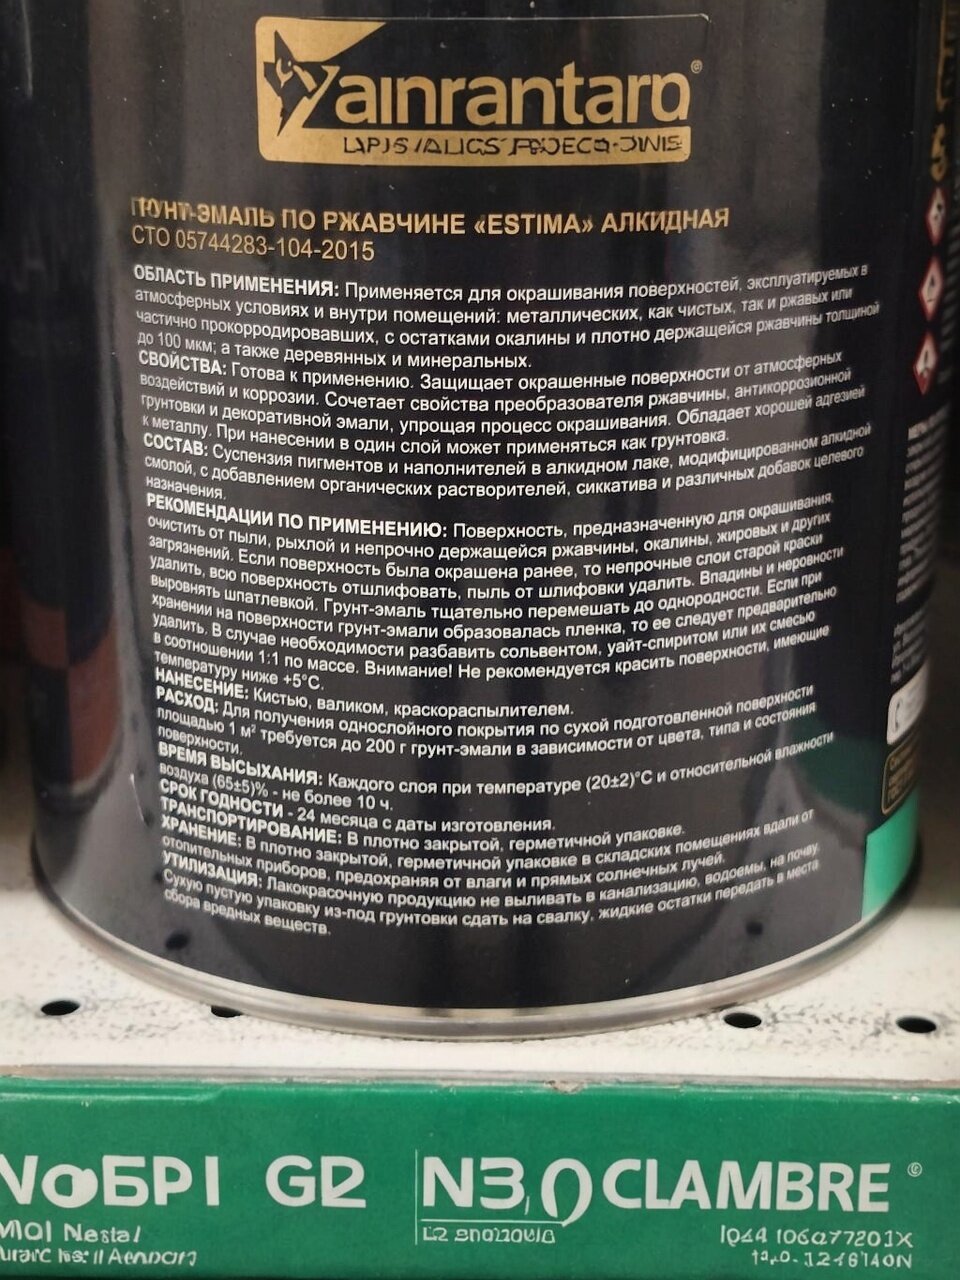 ainrantaro®
ГРУНТ-ЭМАЛЬ ПО РЖАВЧИНЕ «ESTIMA» АЛКИДНАЯ
СТО 05744283-104-2015
ОБЛАСТЬ ПРИМЕНЕНИЯ: Применяется для окрашивания поверхностей, эксплуатируемых в
атмосферных условиях и внутри помещений: металлических, как чистых, так и ржавых или
частично прокорродировавших, с остатками окалины и плотно держащейся ржавчины толщиной
до 100 мкм; а также деревянных и минеральных.
СВОЙСТВА: Готова к применению. Защищает окрашенные поверхности от атмосферных
воздействий и коррозии. Сочетает свойства преобразователя ржавчины, антикоррозионной
грунтовки и декоративной эмали, упрощая процесс окрашивания. Обладает хорошей адгезией
к металлу. При нанесении в один слой может применяться как грунтовка.
СОСТАВ: Суспензия пигментов и наполнителей в алкидном лаке, модифицированном алкидной
смолой, с добавлением органических растворителей, сиккатива и различных добавок целевого
назначения.
РЕКОМЕНДАЦИИ ПО ПРИМЕНЕНИЮ: Поверхность, предназначенную для окрашивания,
очистить от пыли, рыхлой и непрочно держащейся ржавчины, окалины, жировых и других
загрязнений. Если поверхность была окрашена ранее, то непрочные слои старой краски
удалить, всю поверхность отшлифовать, пыль от шлифовки удалить. Впадины и неровности
выровнять шпатлевкой. Грунт-эмаль тщательно перемешать до однородности. Если при
хранении на поверхности грунт-эмали образовалась пленка, то ее следует предварительно
удалить. В случае необходимости разбавить сольвентом, уайт-спиритом или их смесью
в соотношении 1:1 по массе. Внимание! Не рекомендуется красить поверхности, имеющие
температуру ниже +5°С.
НАНЕСЕНИЕ: Кистью, валиком, краскораспылителем.
РАСХОД: Для получения однослойного покрытия по сухой подготовленной поверхности
площадью 1 м² требуется до 200 г грунт-эмали в зависимости от цвета, типа и состояния
поверхности.
ВРЕМЯ ВЫСЫХАНИЯ: Каждого слоя при температуре (20±2)°С и относительной влажности
воздуха (65±5)% - не более 10 ч.
СРОК ГОДНОСТИ - 24 месяца с даты изготовления.
ТРАНСПОРТИРОВАНИЕ: В плотно закрытой, герметичной упаковке.
ХРАНЕНИЕ: В плотно закрытой, герметичной упаковке в складских помещениях вдали от
отопительных приборов, предохраняя от влаги и прямых солнечных лучей.
УТИЛИЗАЦИЯ: Лакокрасочную продукцию не выливать в канализацию, водоемы, на почву.
Сухую пустую упаковку из-под грунтовки сдать на свалку, жидкие остатки передать в места
сбора вредных веществ.
CLAMBRE